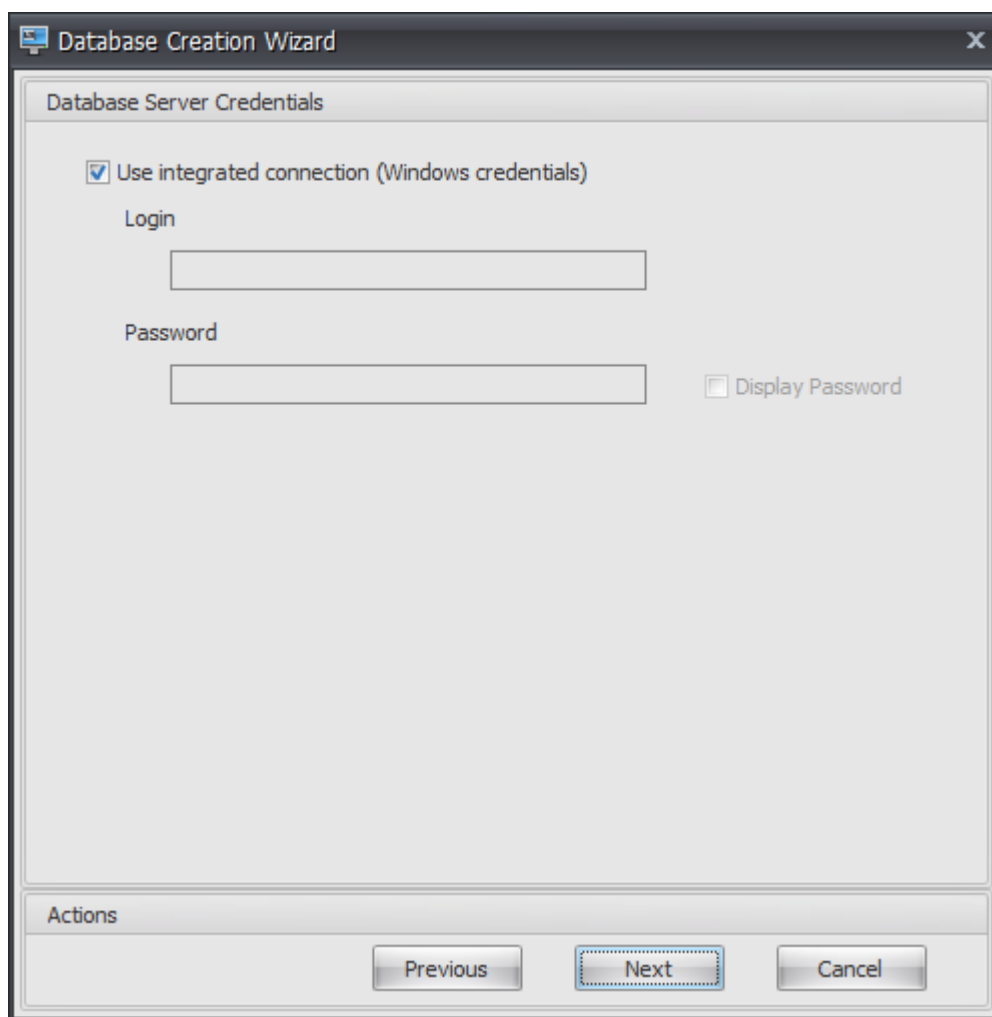 Database Creation Wizard
Database Server Credentials
Use integrated connection (Windows credentials)
Login
Password
Display Password
Actions
Previous Next Cancel